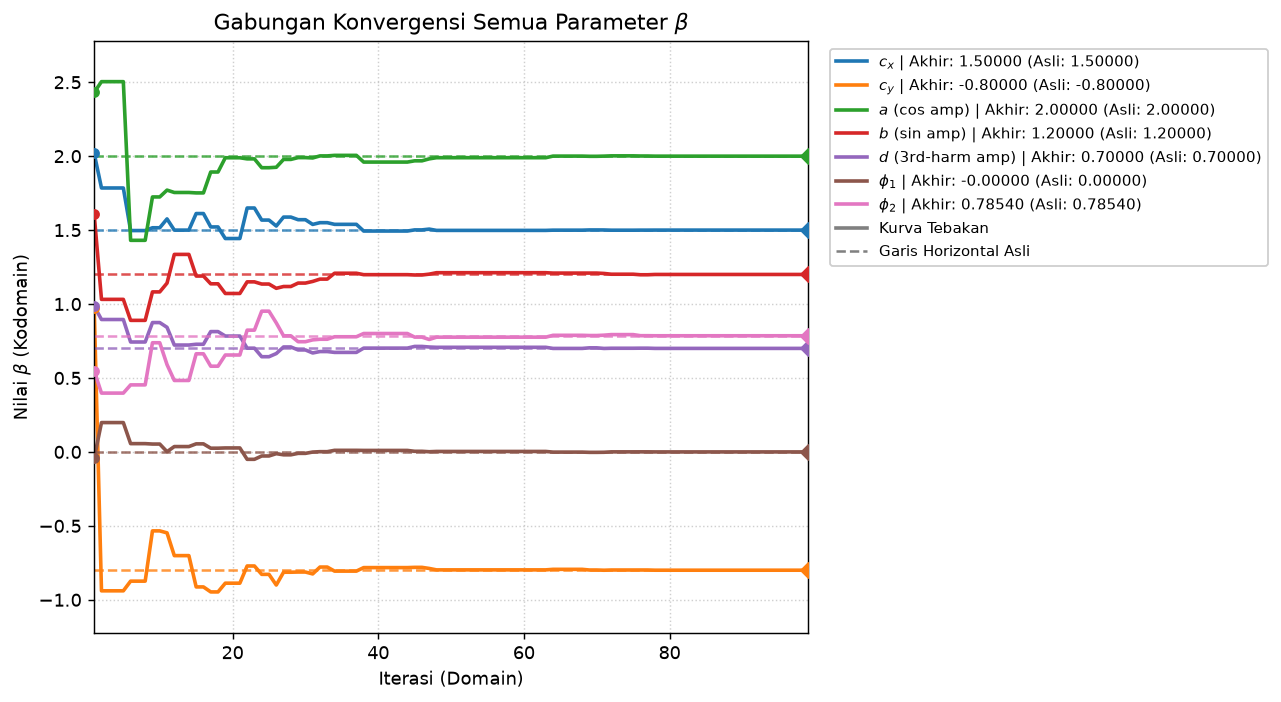 Gabungan Konvergensi Semua Parameter β
Nilai β (Kodomain)
2.5
2.0
1.5
1.0
0.5
0.0
−0.5
−1.0
20
40
60
80
Iterasi (Domain)
c_x | Akhir: 1.50000 (Asli: 1.50000)
c_y | Akhir: -0.80000 (Asli: -0.80000)
a (cos amp) | Akhir: 2.00000 (Asli: 2.00000)
b (sin amp) | Akhir: 1.20000 (Asli: 1.20000)
d (3rd-harm amp) | Akhir: 0.70000 (Asli: 0.70000)
ϕ₁ | Akhir: -0.00000 (Asli: 0.00000)
ϕ₂ | Akhir: 0.78540 (Asli: 0.78540)
Kurva Tebakan
Garis Horizontal Asli